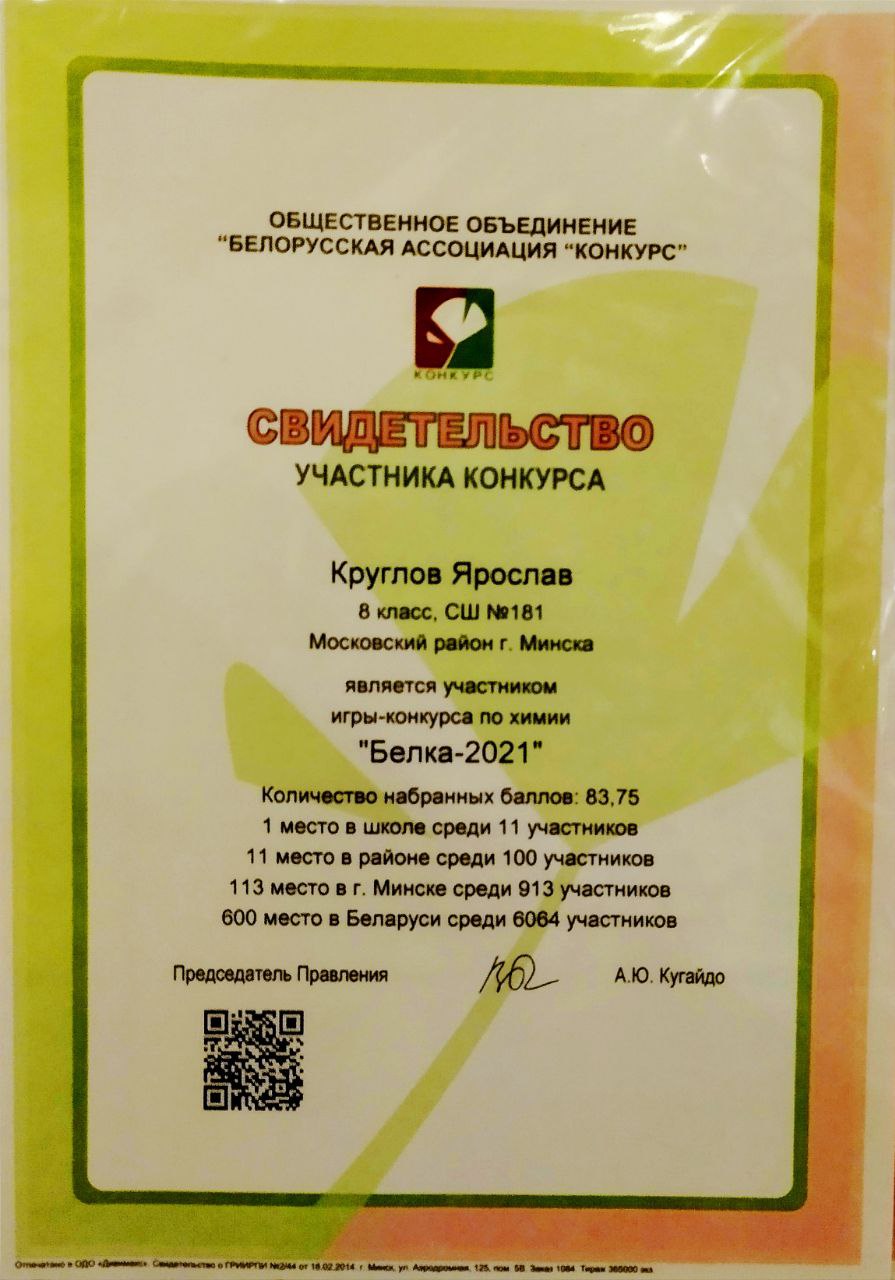 ОБЩЕСТВЕННОЕ ОБЪЕДИНЕНИЕ
"БЕЛОРУССКАЯ АССОЦИАЦИЯ "КОНКУРС"
КОНКУРС
СВИДЕТЕЛЬСТВО
УЧАСТНИКА КОНКУРСА
Круглов Ярослав
8 класс, СШ №181
Московский район г. Минска
является участником
игры-конкурса по химии
"Белка-2021"
Количество набранных баллов: 83,75
1 место в школе среди 11 участников
11 место в районе среди 100 участников
113 место в г. Минске среди 913 участников
600 место в Беларуси среди 6064 участников
Председатель Правления А.Ю. Кугайдо
Отпечатано в ОДО «Дивимакс». Свидетельство о ГРИИРПИ №2/44 от 18.02.2014. г. Минск, ул. Аэродромная, 125, пом. 5В. Заказ 1084. Тираж 365000 экз.